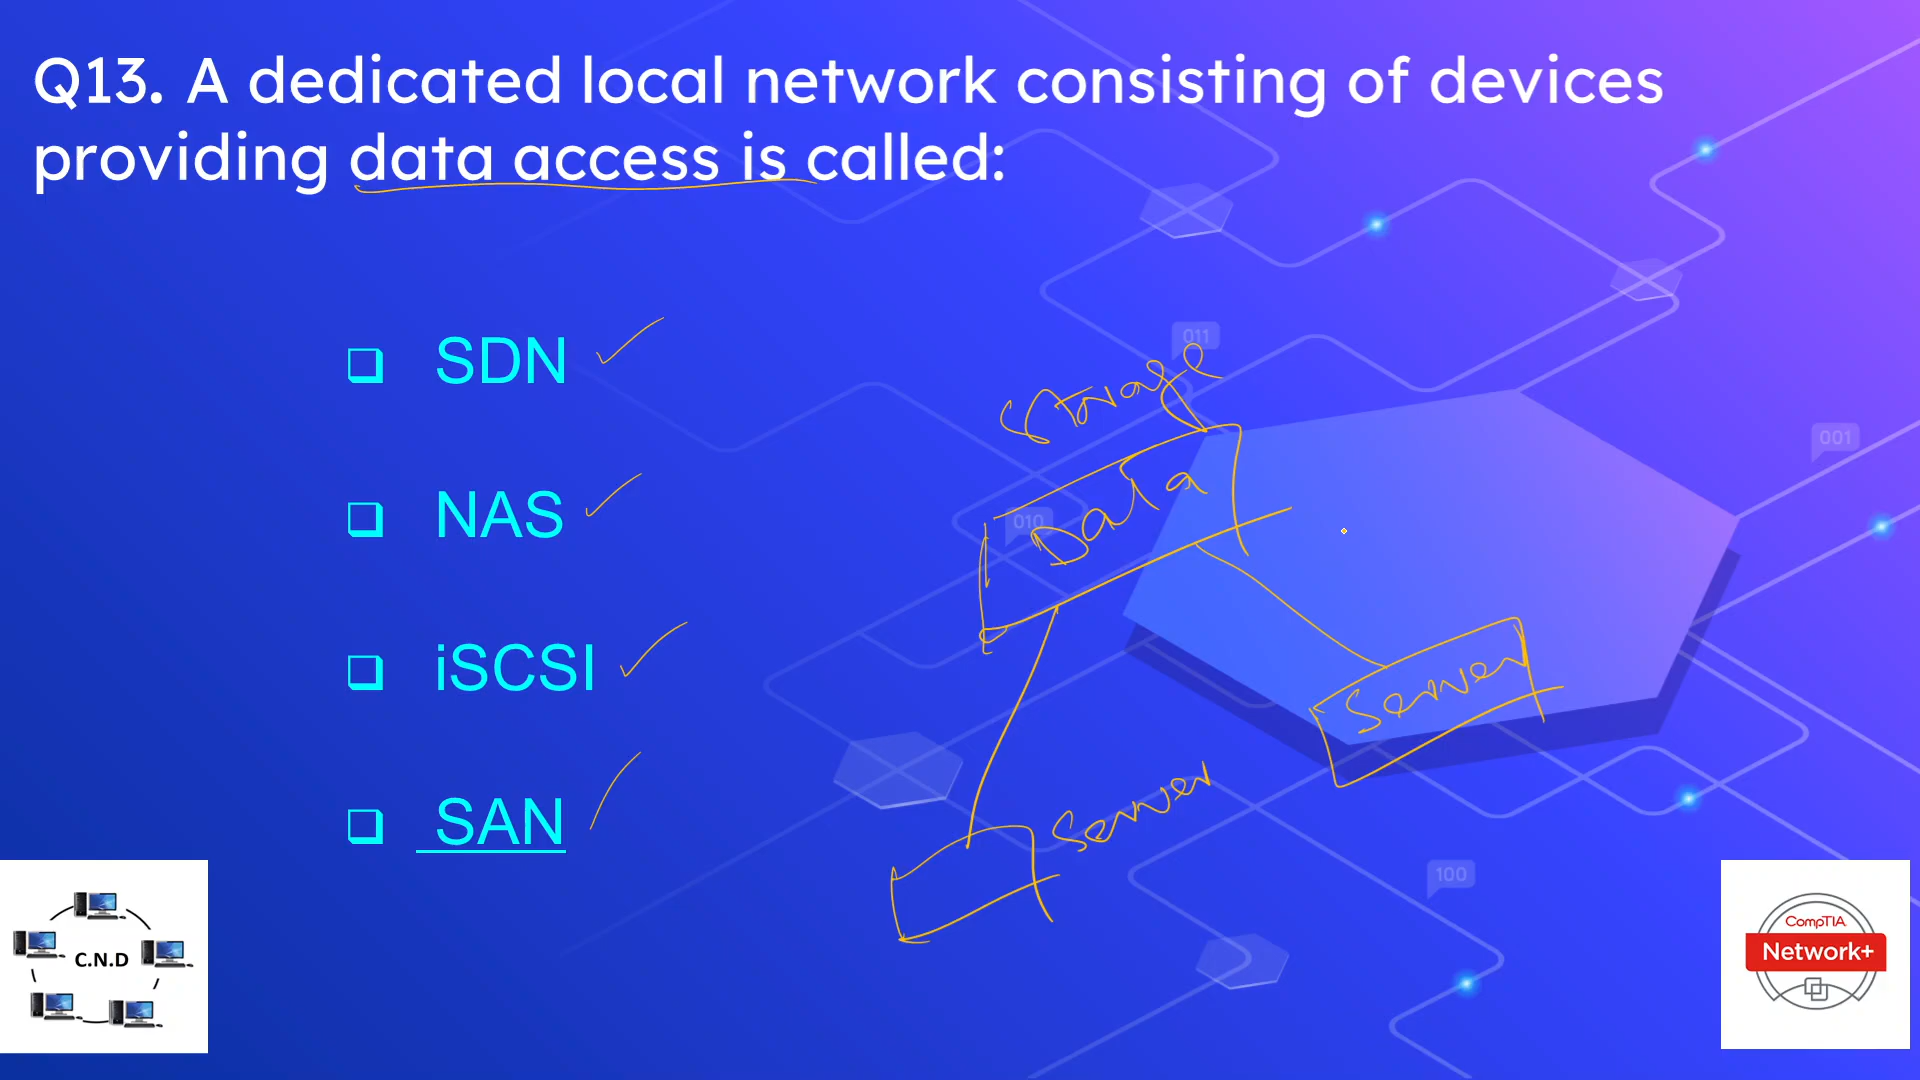 Q13. A dedicated local network consisting of devices
providing data access is called:
SDN
NAS
iSCSI
SAN
011
Storage
001
010
Data
Server
Server
100
C.N.D
CompTIA
Network+